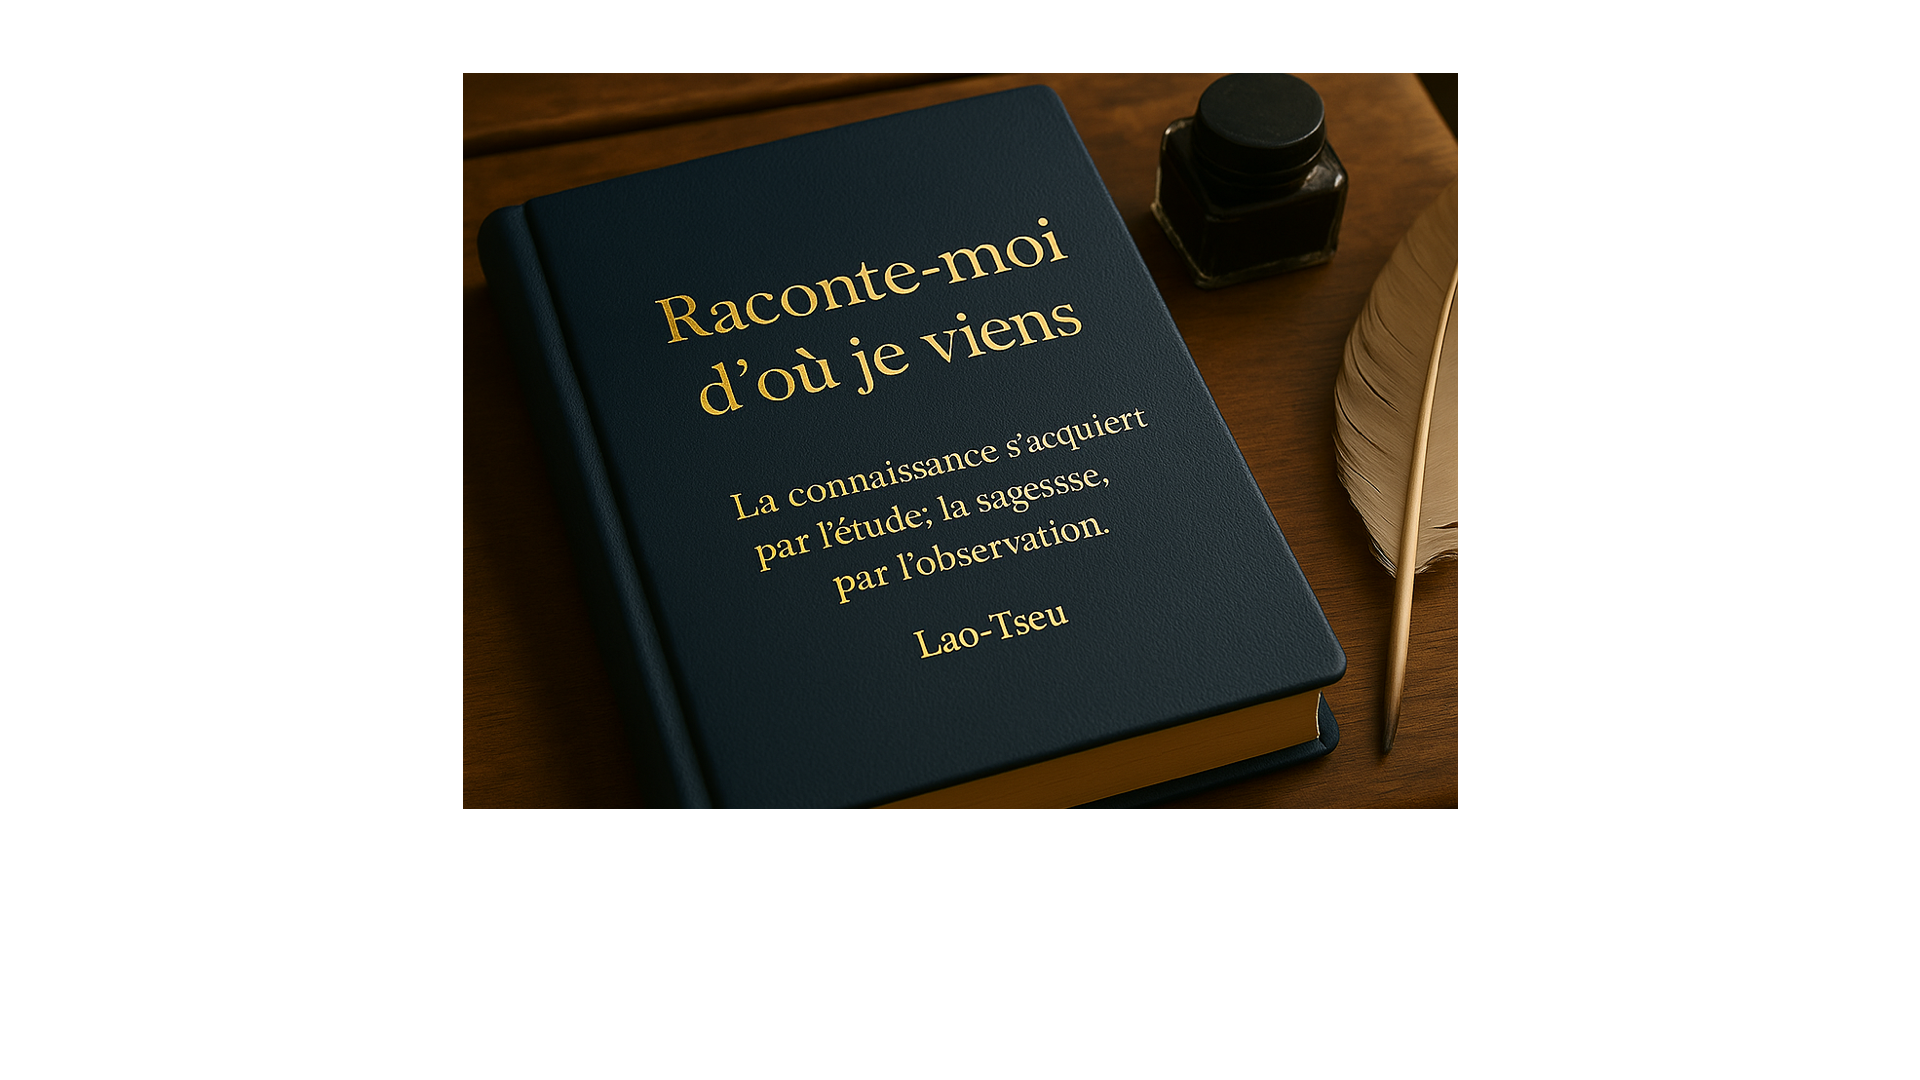 Raconte-moi
d’où je viens
La connaissance s’acquiert
par l’étude; la sagessse,
par l’observation.
Lao-Tseu